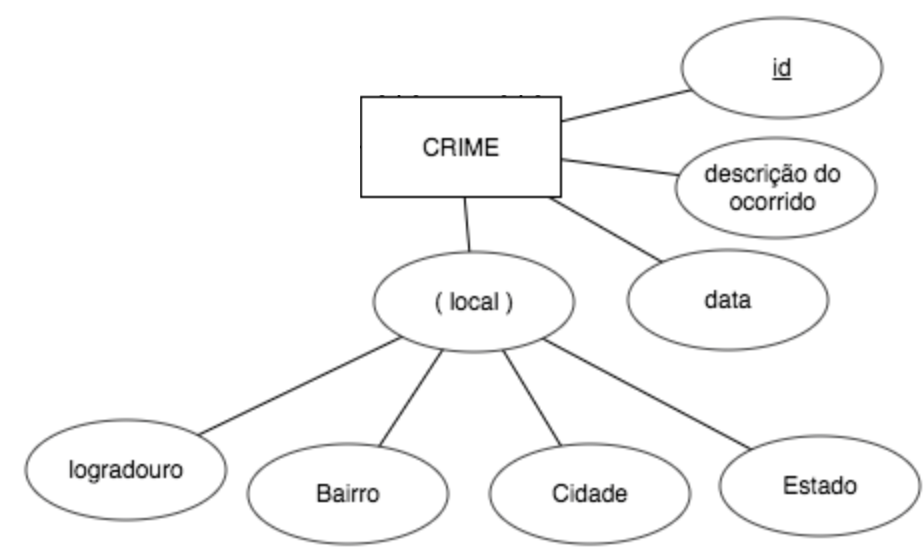 id
CRIME
descrição do
ocorrido
( local )
data
logradouro
Bairro
Cidade
Estado